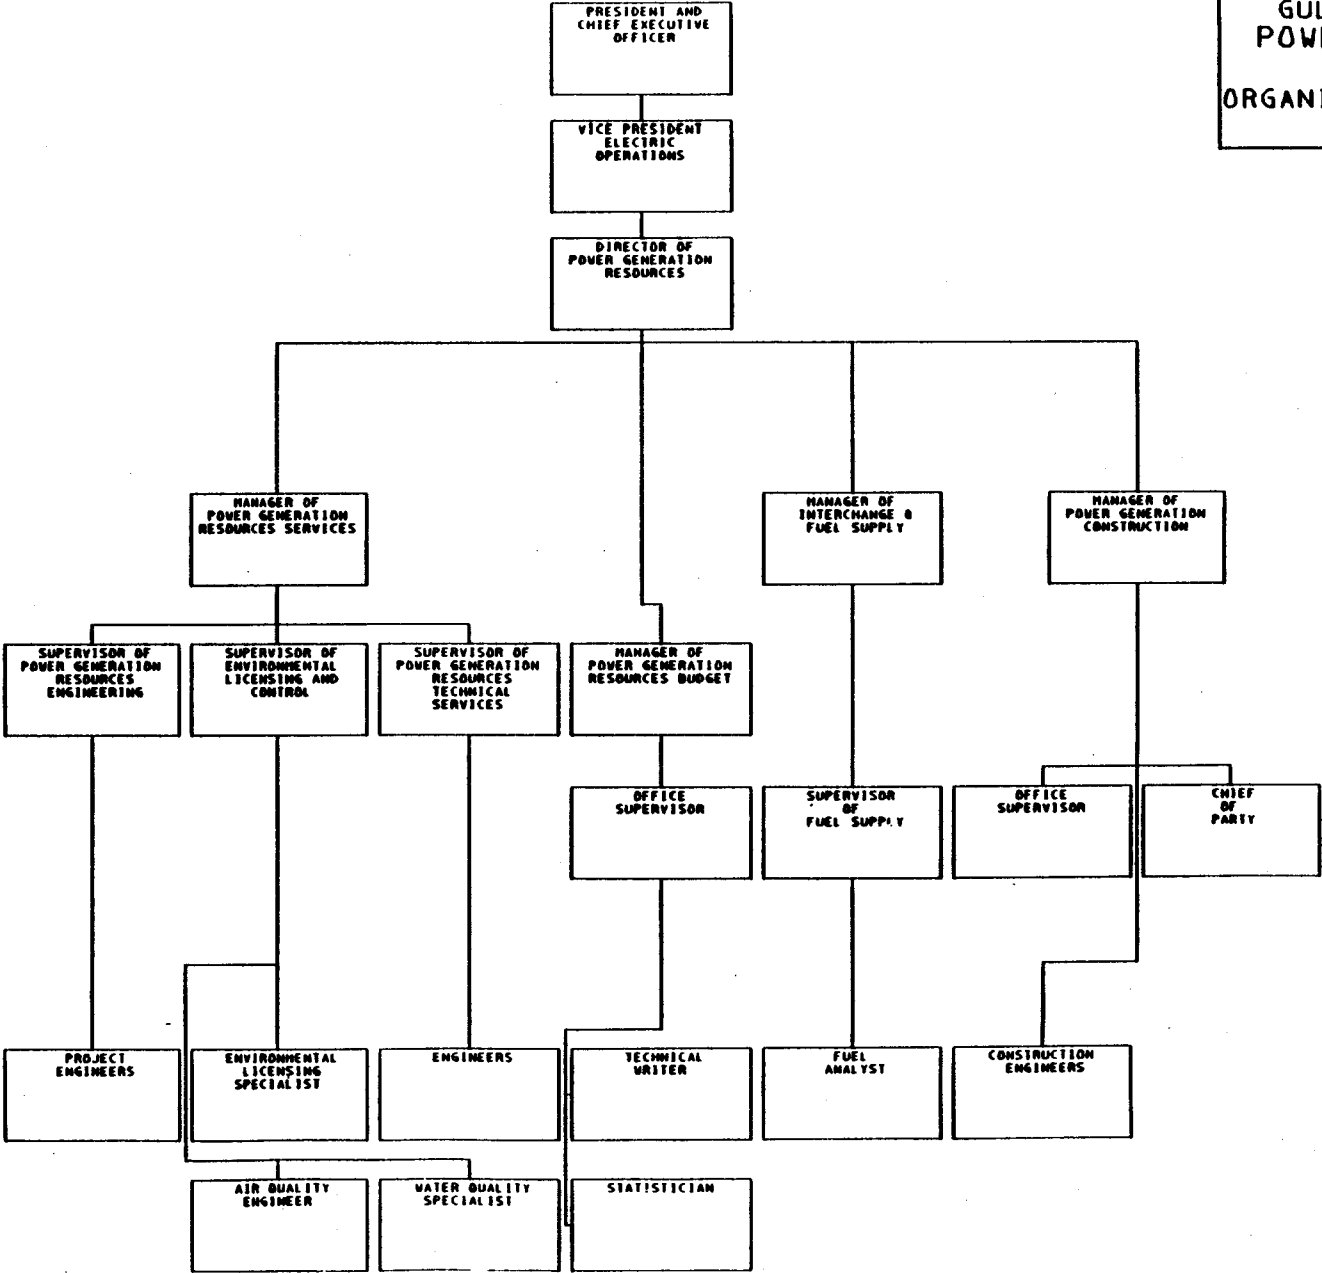 PRESIDENT AND
CHIEF EXECUTIVE
OFFICER
GUL
POW
ORGANI
VICE PRESIDENT
ELECTRIC
OPERATIONS
DIRECTOR OF
POWER GENERATION
RESOURCES
MANAGER OF
POWER GENERATION
RESOURCES SERVICES
MANAGER OF
INTERCHANGE &
FUEL SUPPLY
MANAGER OF
POWER GENERATION
CONSTRUCTION
SUPERVISOR OF
POWER GENERATION
RESOURCES
ENGINEERING
SUPERVISOR OF
ENVIRONMENTAL
LICENSING AND
CONTROL
SUPERVISOR OF
POWER GENERATION
RESOURCES
TECHNICAL
SERVICES
MANAGER OF
POWER GENERATION
RESOURCES BUDGET
OFFICE
SUPERVISOR
SUPERVISOR
OF
FUEL SUPPLY
OFFICE
SUPERVISOR
CHIEF
OF
PARTY
PROJECT
ENGINEERS
ENVIRONMENTAL
LICENSING
SPECIALIST
ENGINEERS
TECHNICAL
WRITER
FUEL
ANALYST
CONSTRUCTION
ENGINEERS
AIR QUALITY
ENGINEER
WATER QUALITY
SPECIALIST
STATISTICIAN